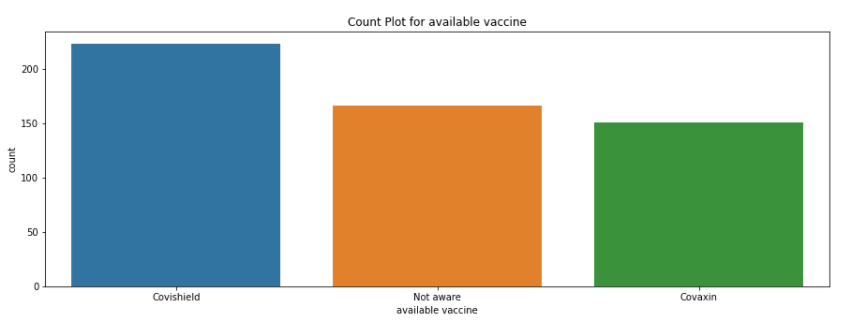 Count Plot for available vaccine
count
200
150
100
50
0
Covishield Not aware Covaxin
available vaccine